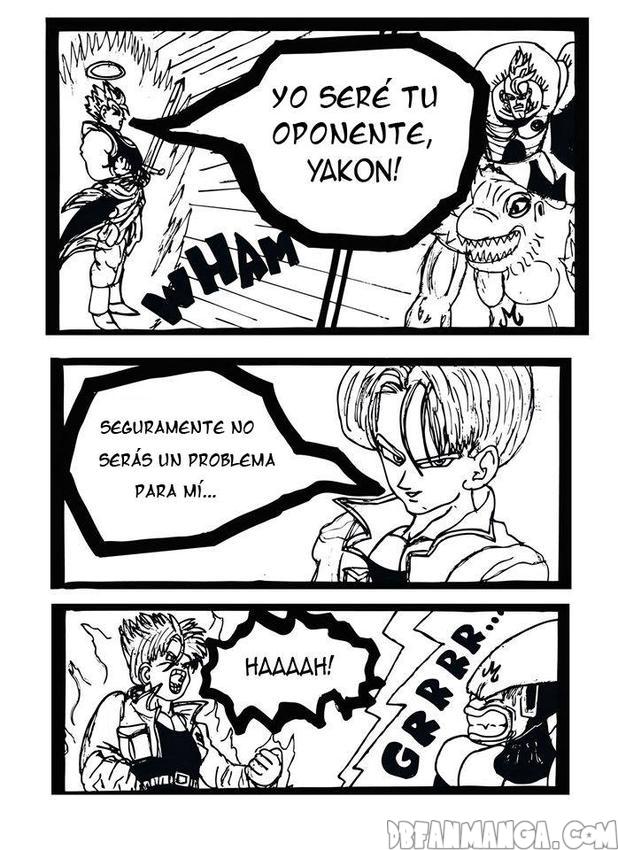 YO SERÉ TU
OPONENTE,
YAKON!
WHAM
SEGURAMENTE NO
SERÁS UN PROBLEMA
PARA MÍ...
HAAAAH!
GRRRR...
M
M
DBFANMANGA.COM